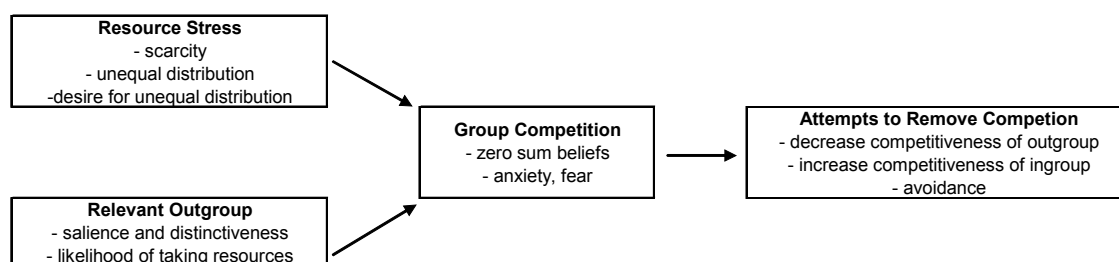 Resource Stress
- scarcity
- unequal distribution
-desire for unequal distribution
Relevant Outgroup
- salience and distinctiveness
- likelihood of taking resources
Group Competition
- zero sum beliefs
- anxiety, fear
Attempts to Remove Competion
- decrease competitiveness of outgroup
- increase competitiveness of ingroup
- avoidance